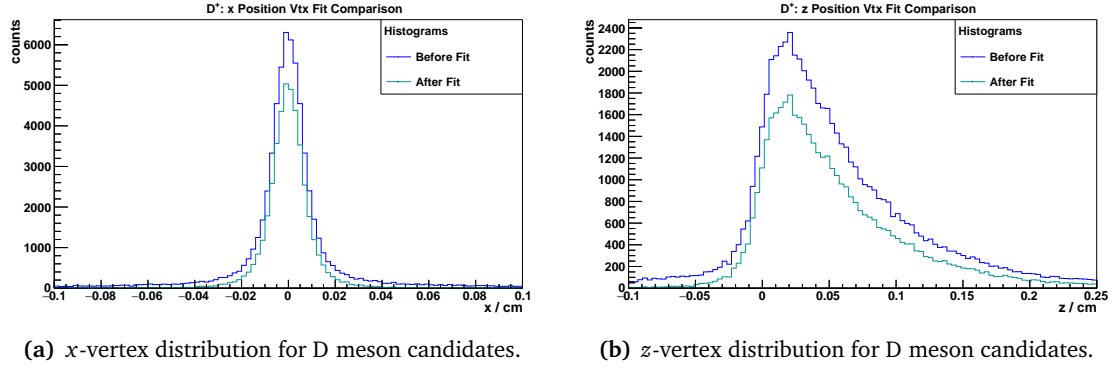 D⁺: x Position Vtx Fit Comparison
counts
Histograms
Before Fit
After Fit
6000
5000
4000
3000
2000
1000
0
−0.1 −0.08 −0.06 −0.04 −0.02 0 0.02 0.04 0.06 0.08 0.1
x / cm
(a) x-vertex distribution for D meson candidates.
D⁺: z Position Vtx Fit Comparison
counts
Histograms
Before Fit
After Fit
2400
2200
2000
1800
1600
1400
1200
1000
800
600
400
200
0
−0.1 −0.05 0 0.05 0.1 0.15 0.2 0.25
z / cm
(b) z-vertex distribution for D meson candidates.